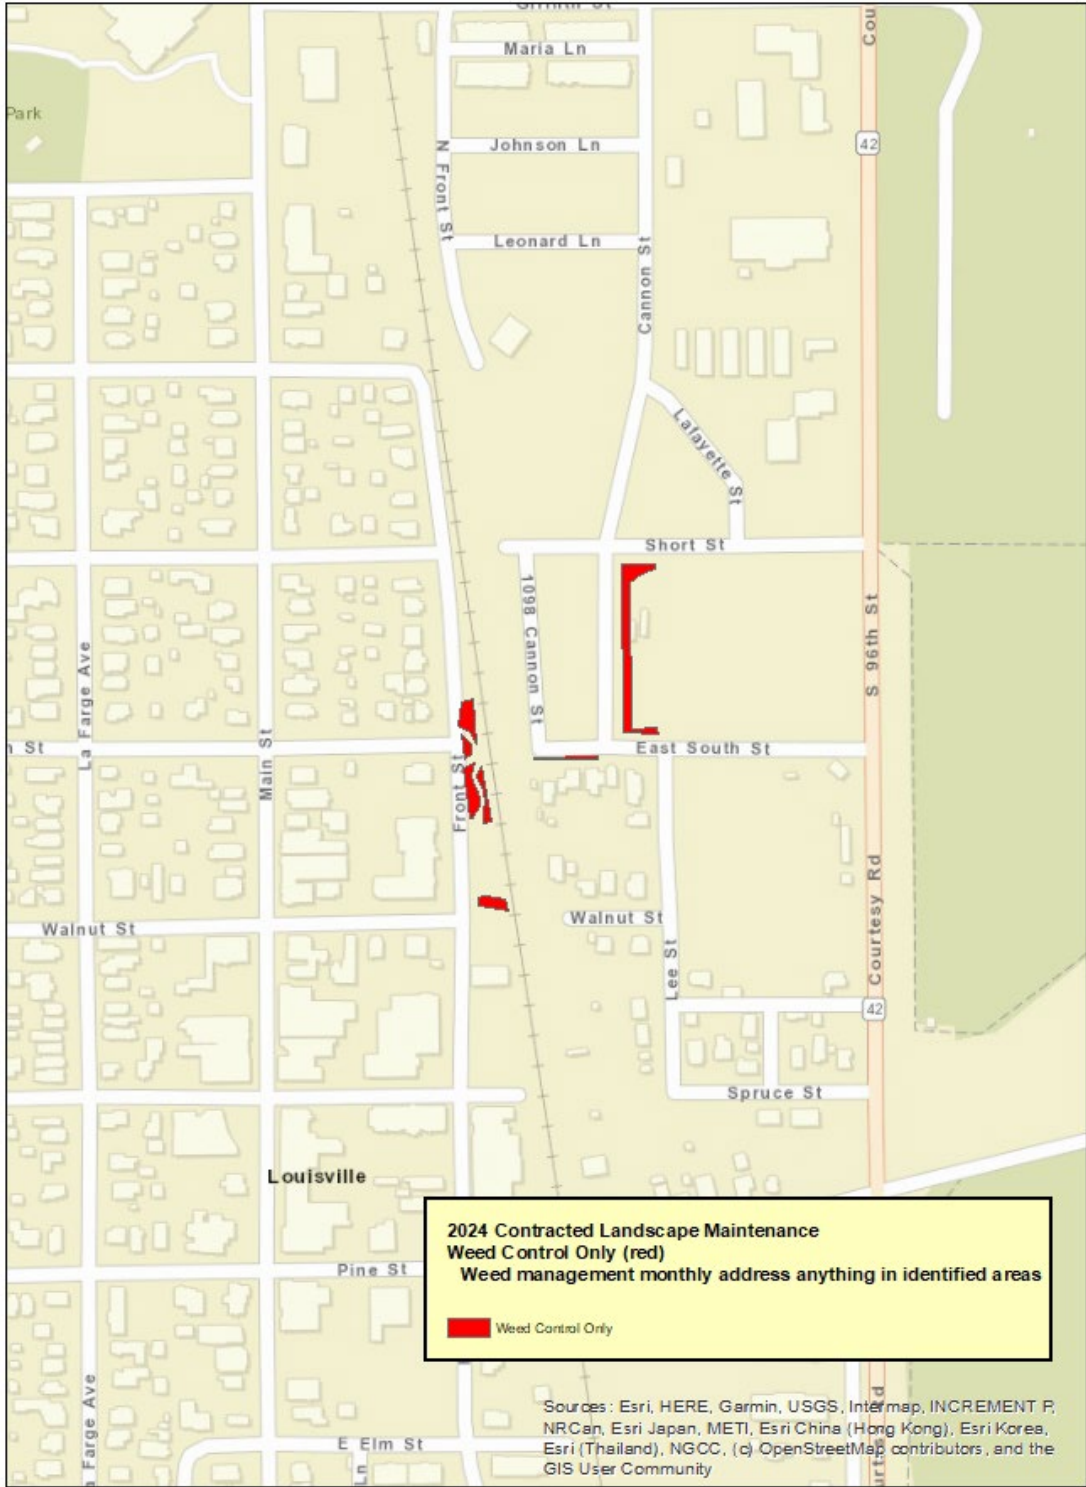 Maria Ln
Cou
Park
42
N Front St
Johnson Ln
Leonard Ln
Cannon St
Lafayette St
Short St
1098 Cannon St
S 96th St
La Farge Ave
Main St
Front St
East South St
Walnut St
Walnut St
Lee St
Courtesy Rd
42
Spruce St
Louisville
2024 Contracted Landscape Maintenance
Weed Control Only (red)
Weed management monthly address anything in identified areas
Weed Control Only
Pine St
E Elm St
Sources: Esri, HERE, Garmin, USGS, Intermap, INCREMENT P,
NRCan, Esri Japan, METI, Esri China (Hong Kong), Esri Korea,
Esri (Thailand), NGCC, (c) OpenStreetMap contributors, and the
GIS User Community
Farge Ave
Ln